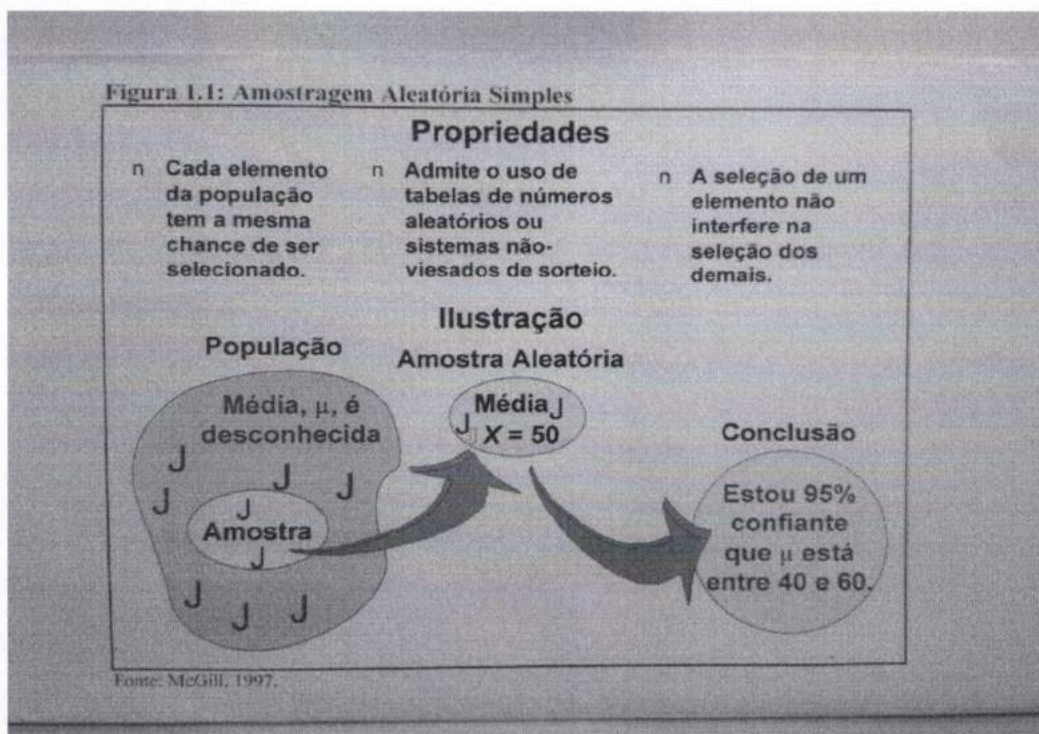 Figura 1.1: Amostragem Aleatória Simples
Propriedades
n Cada elemento
da população
tem a mesma
chance de ser
selecionado.
n Admite o uso de
tabelas de números
aleatórios ou
sistemas não-
viesados de sorteio.
n A seleção de um
elemento não
interfere na
seleção dos
demais.
Ilustração
População
Média, μ, é
desconhecida
J
J
J
J
J
Amostra
J
J
J
J
Amostra Aleatória
Média J
J J X = 50
Conclusão
Estou 95%
confiante
que μ está
entre 40 e 60.
Fonte: McGill, 1997.